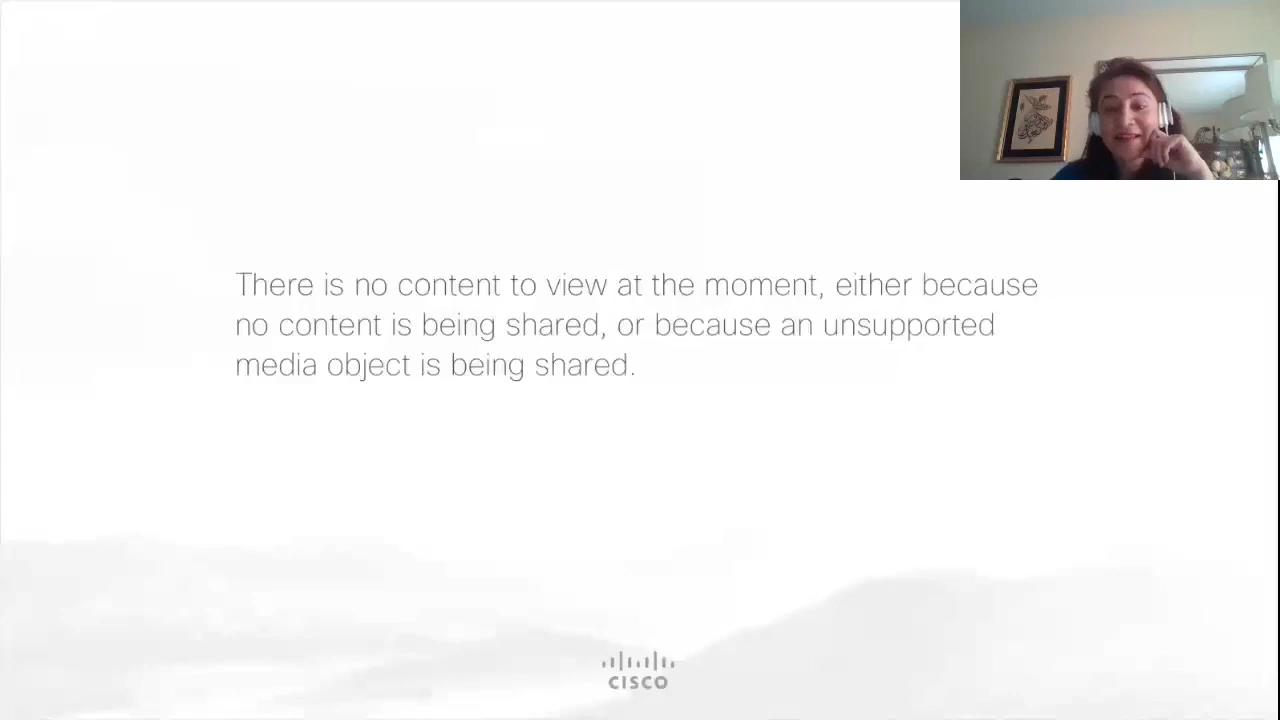 There is no content to view at the moment, either because
no content is being shared, or because an unsupported
media object is being shared.
CISCO